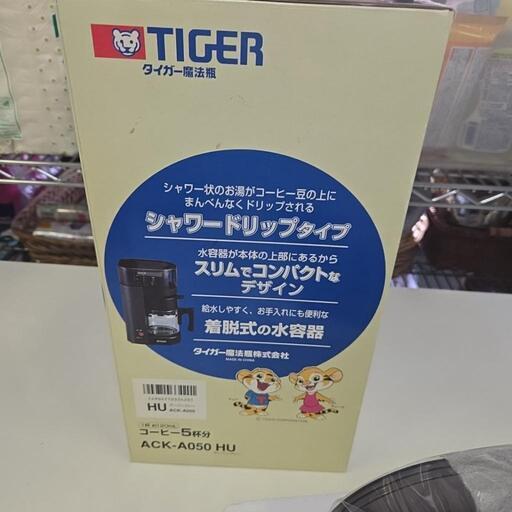 TIGER
タイガー魔法瓶
シャワー状のお湯がコーヒー豆の上に
まんべんなくドリップされる
シャワードリップタイプ
水容器が本体の上部にあるから
スリムでコンパクトな
デザイン
給水しやすく、お手入れにも便利な
着脱式の水容器
タイガー魔法瓶株式会社
MADE IN CHINA
HU
ACK-A050
© TIGER CORPORATION
コーヒー5杯分
ACK-A050 HU